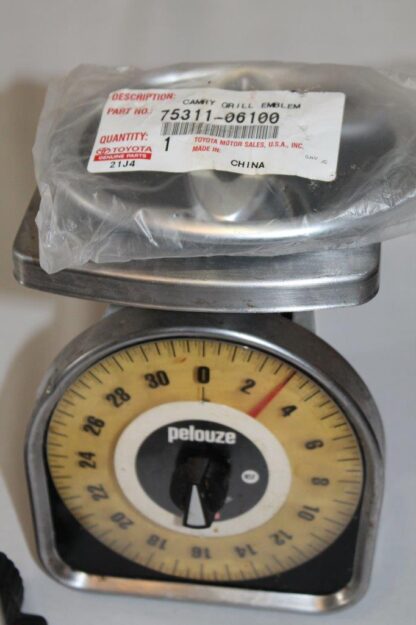 DESCRIPTION: CAMRY GRILL EMBLEM
PART NO.: 75311-06100
QUANTITY: 1
TOYOTA MOTOR SALES, U.S.A., INC.
MADE IN: CHINA
TOYOTA
GENUINE PARTS
21J4
0 2 4 6 8 10 12 14 16 18 20 22 24 26 28 30
pelouze